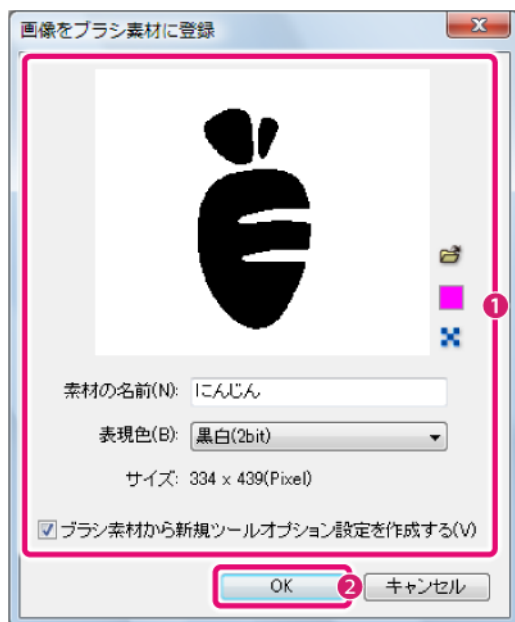 画像をブラシ素材に登録
1
素材の名前(N): にんじん
表現色(B): 黒白(2bit)
サイズ: 334 x 439(Pixel)
ブラシ素材から新規ツールオプション設定を作成する(V)
OK 2 キャンセル